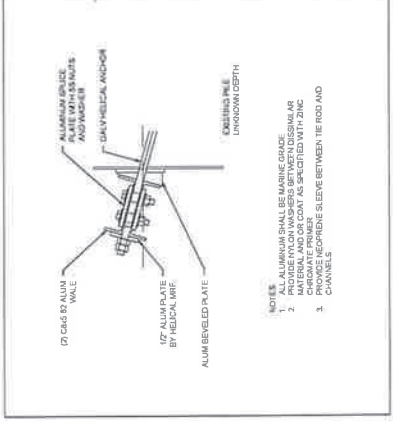 ALUMINUM SPLICE
PLATE WITH SS NUTS
AND WASHER
GALV HELICAL ANCHOR
EXISTING PILE
UNKNOWN DEPTH
(2) C8x5.82 ALUM
WALE
1/2" ALUM PLATE
BY HELICAL MRF.
ALUM BEVELED PLATE
NOTES
1. ALL ALUMINUM SHALL BE MARINE GRADE
2. PROVIDE NYLON WASHERS BETWEEN DISSIMILAR
MATERIAL AND OR COAT AS SPECIFIED WITH ZINC
CHROMATE PRIMER
3. PROVIDE NEOPRENE SLEEVE BETWEEN TIE ROD AND
CHANNELS